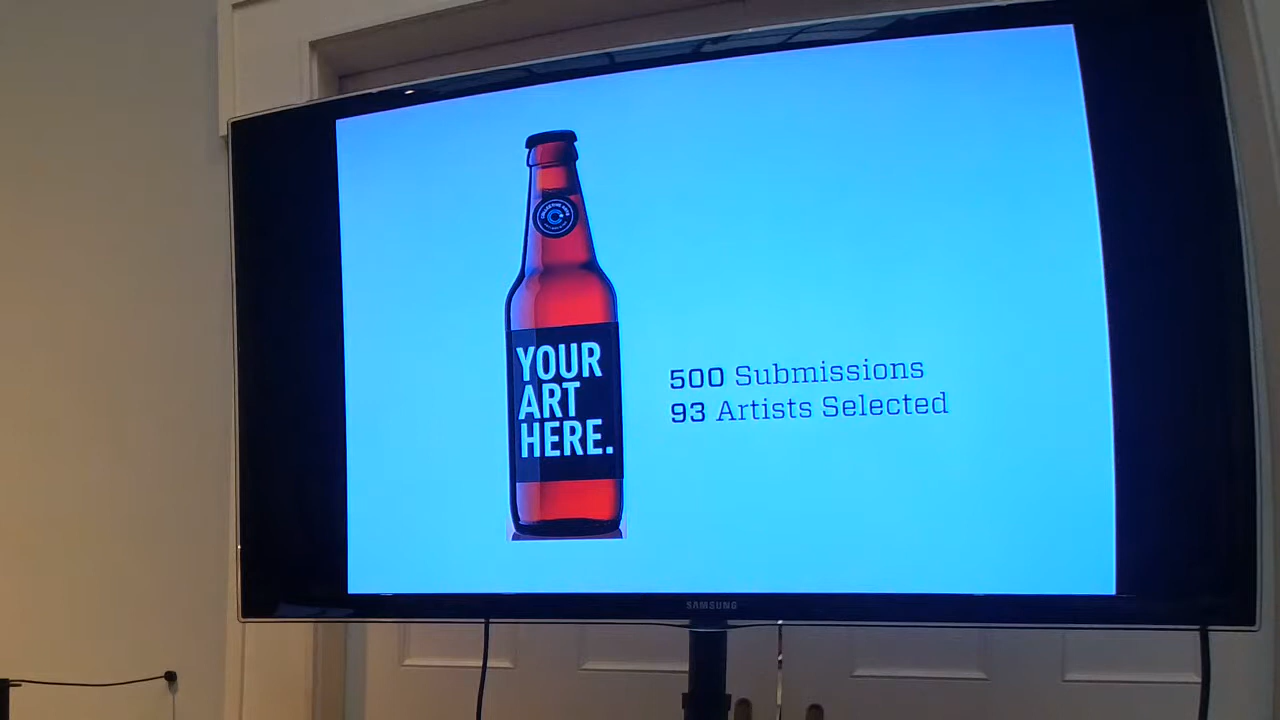 YOUR
ART
HERE.
500 Submissions
93 Artists Selected
SAMSUNG